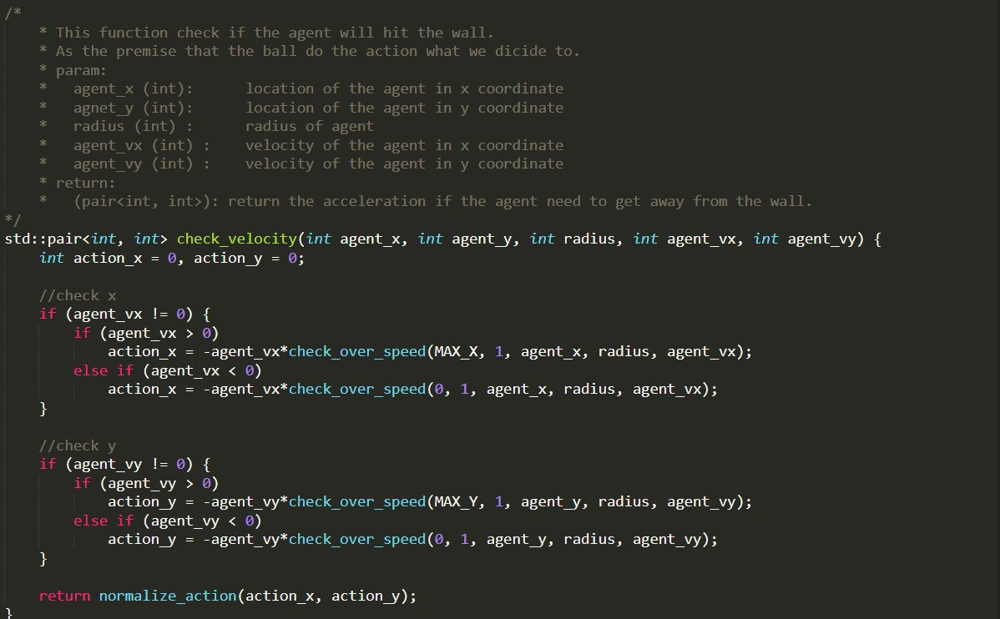 /*
    * This function check if the agent will hit the wall.
    * As the premise that the ball do the action what we dicide to.
    * param:
    *   agent_x (int):      location of the agent in x coordinate
    *   agnet_y (int):      location of the agent in y coordinate
    *   radius (int) :      radius of agent
    *   agent_vx (int) :    velocity of the agent in x coordinate
    *   agent_vy (int) :    velocity of the agent in y coordinate
    * return:
    *   (pair<int, int>): return the acceleration if the agent need to get away from the wall.
*/
std::pair<int, int> check_velocity(int agent_x, int agent_y, int radius, int agent_vx, int agent_vy) {
    int action_x = 0, action_y = 0;

    //check x
    if (agent_vx != 0) {
        if (agent_vx > 0)
            action_x = -agent_vx*check_over_speed(MAX_X, 1, agent_x, radius, agent_vx);
        else if (agent_vx < 0)
            action_x = -agent_vx*check_over_speed(0, 1, agent_x, radius, agent_vx);
    }

    //check y
    if (agent_vy != 0) {
        if (agent_vy > 0)
            action_y = -agent_vy*check_over_speed(MAX_Y, 1, agent_y, radius, agent_vy);
        else if (agent_vy < 0)
            action_y = -agent_vy*check_over_speed(0, 1, agent_y, radius, agent_vy);
    }

    return normalize_action(action_x, action_y);
}